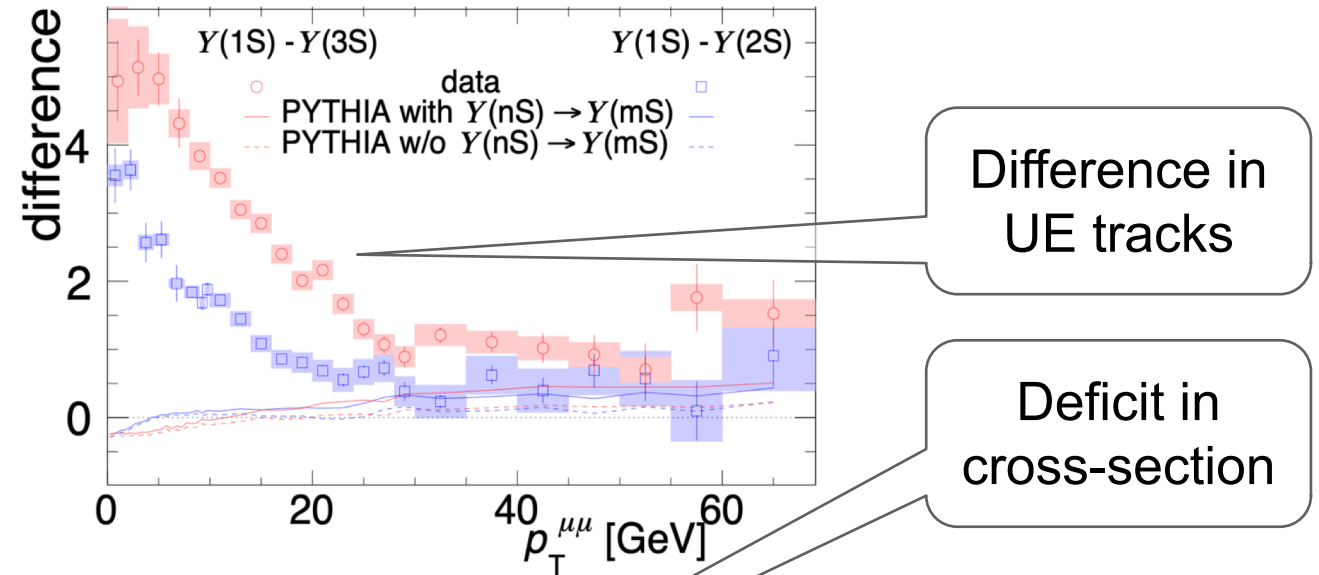 difference
ϒ(1S) - ϒ(3S) ϒ(1S) - ϒ(2S)
data
PYTHIA with ϒ(nS) → ϒ(mS)
PYTHIA w/o ϒ(nS) → ϒ(mS)
4
2
0
0 20 40 60
p_T^μμ [GeV]
Difference in
UE tracks
Deficit in
cross-section